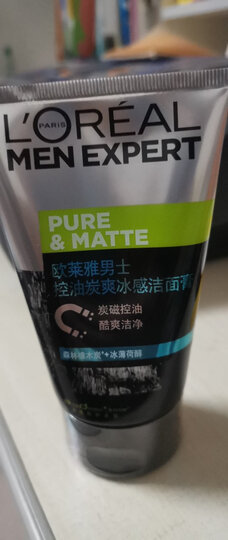 L'ORÉAL
PARIS
MEN EXPERT
PURE
& MATTE
欧莱雅男士
控油炭爽冰感洁面膏
炭磁控油
酷爽洁净
森林橡木炭+冰薄荷醇